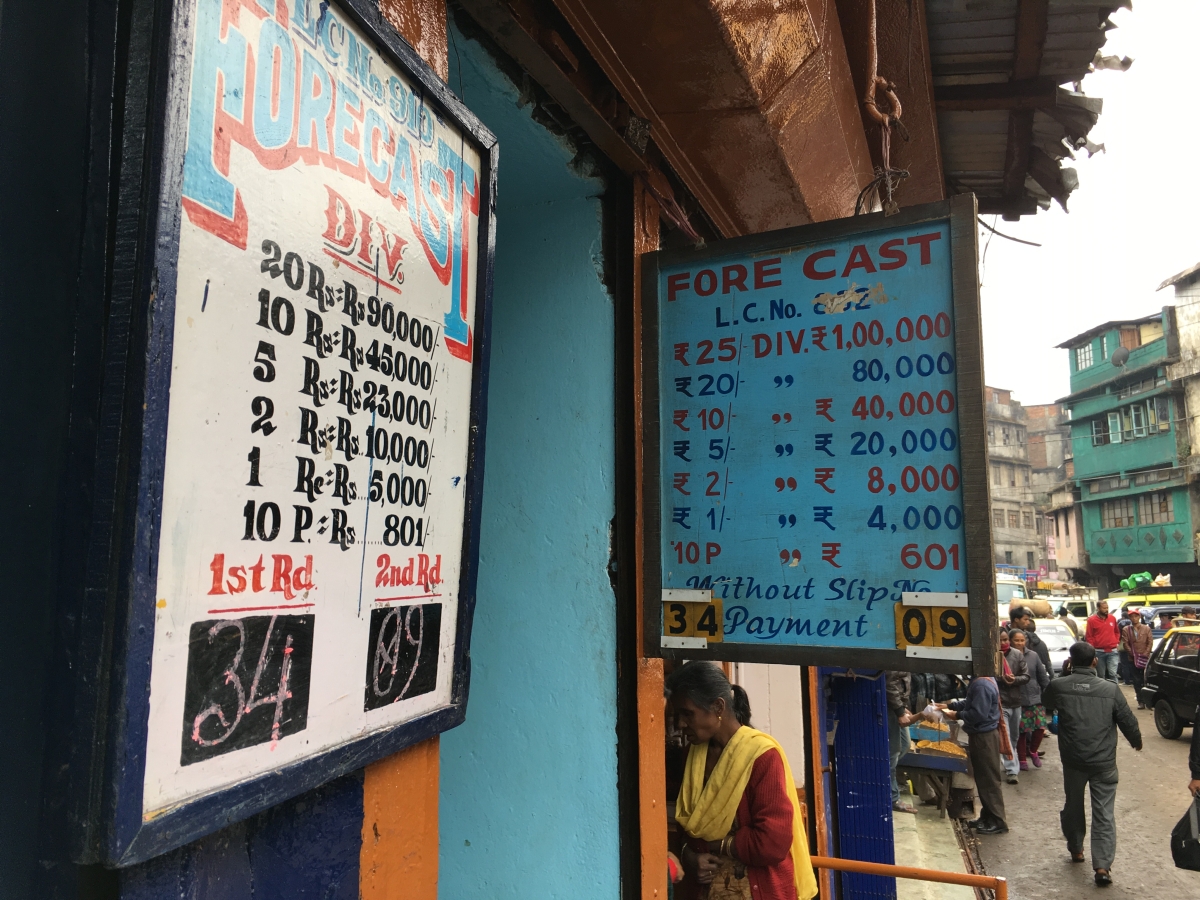 LC No. 915
FORECAST
DIV.
20 Rs = Rs 90,000/-
10 Rs = Rs 45,000/-
5 Rs = Rs 23,000/-
2 Rs = Rs. 10,000/-
1 Re = Rs... 5,000/-
10 P = Rs...... 801/-
1st Rd. 2nd Rd.
34 09
FORE CAST
L.C.No.
₹ 25/- DIV. ₹ 1,00,000
₹ 20/- ,, 80,000
₹ 10/- ,, ₹ 40,000
₹ 5/- ,, ₹ 20,000
₹ 2/- ,, ₹ 8,000
₹ 1/- ,, ₹ 4,000
10 P ,, ₹ 601
Without Slip No
34 Payment 09